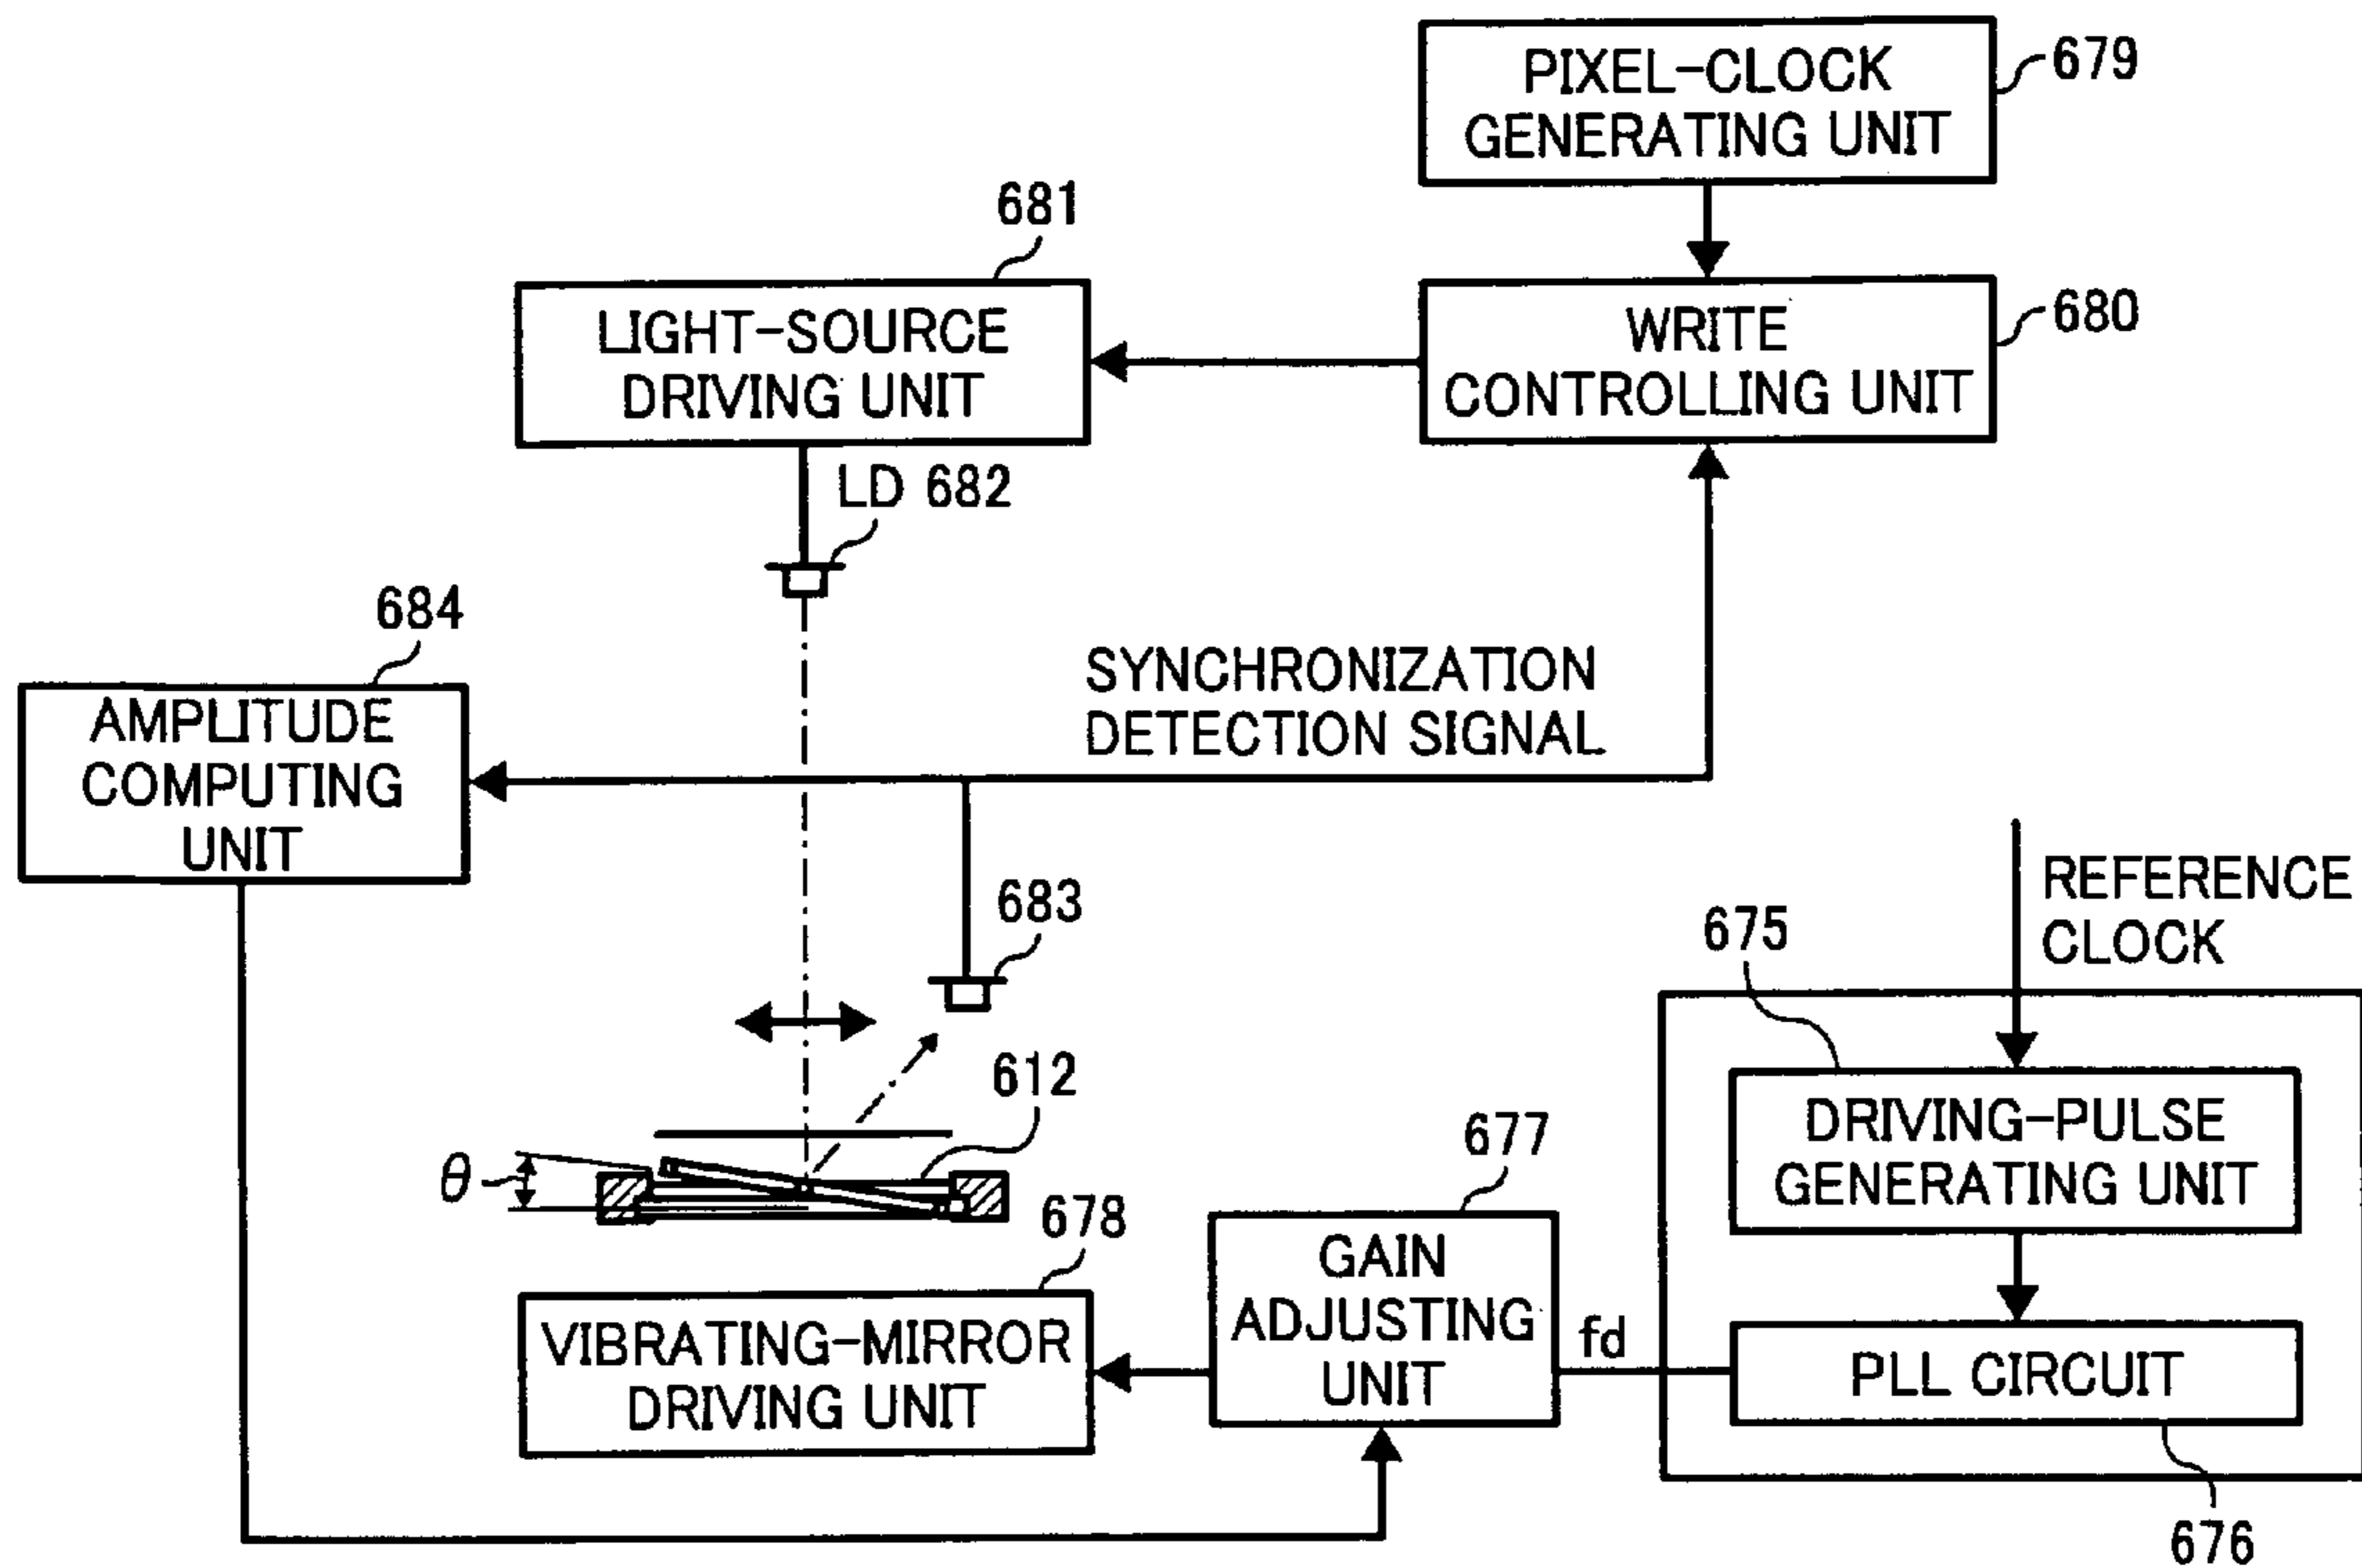 PIXEL-CLOCK
GENERATING UNIT
679
681
LIGHT-SOURCE
DRIVING UNIT
WRITE
CONTROLLING UNIT
680
LD 682
684
AMPLITUDE
COMPUTING
UNIT
SYNCHRONIZATION
DETECTION SIGNAL
683
REFERENCE
CLOCK
675
612
θ
DRIVING-PULSE
GENERATING UNIT
677
678
GAIN
ADJUSTING
UNIT
fd
VIBRATING-MIRROR
DRIVING UNIT
PLL CIRCUIT
676